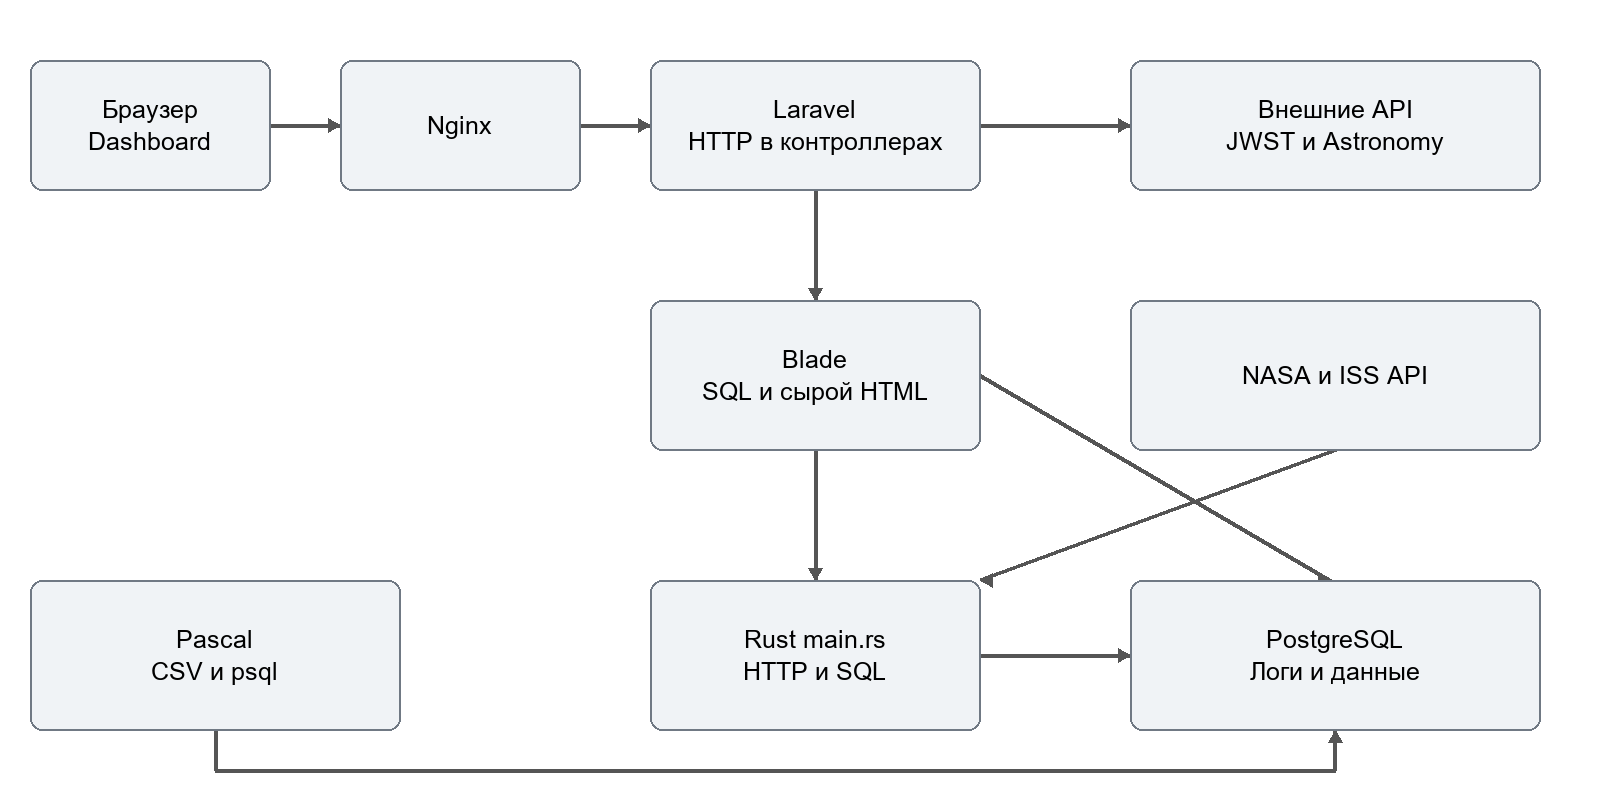 Браузер
Dashboard
Nginx
Laravel
HTTP в контроллерах
Внешние API
JWST и Astronomy
Blade
SQL и сырой HTML
NASA и ISS API
Pascal
CSV и psql
Rust main.rs
HTTP и SQL
PostgreSQL
Логи и данные